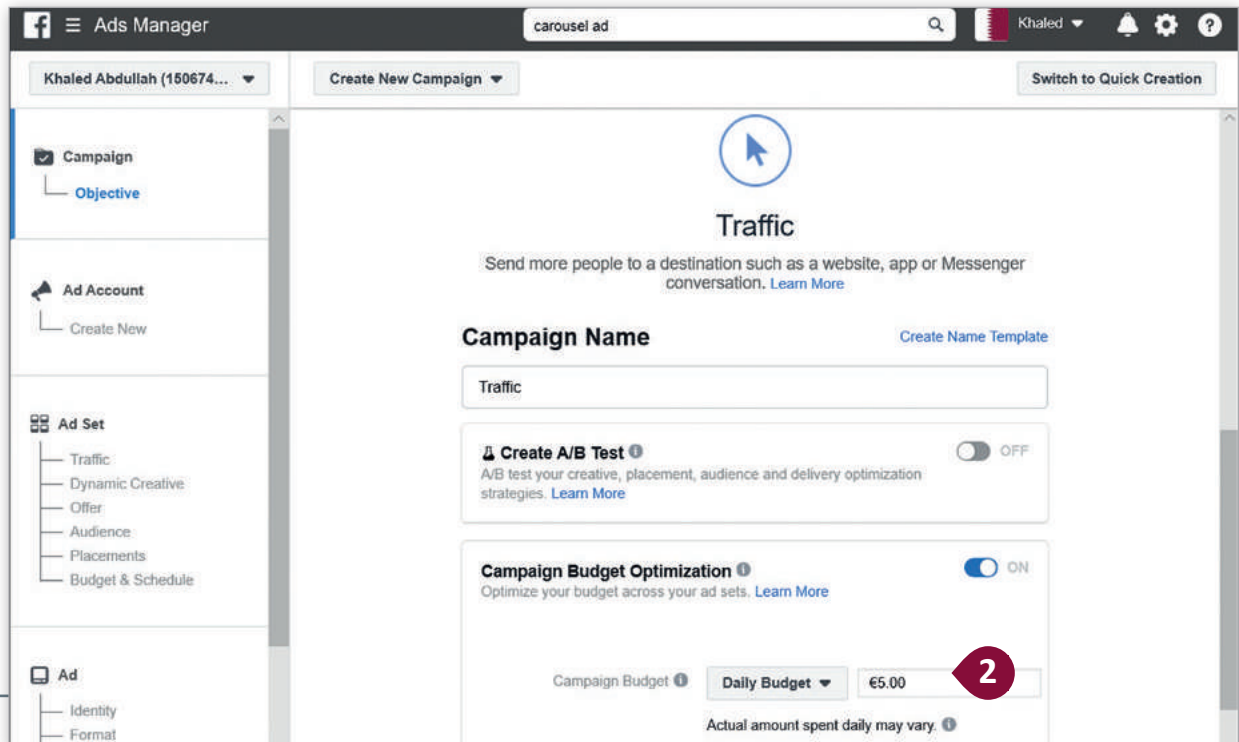 Ads Manager
carousel ad
Khaled
Khaled Abdullah (150674...
Create New Campaign
Switch to Quick Creation
Campaign
Objective
Ad Account
Create New
Ad Set
Traffic
Dynamic Creative
Offer
Audience
Placements
Budget & Schedule
Ad
Identity
Format
Traffic
Send more people to a destination such as a website, app or Messenger
conversation. Learn More
Campaign Name
Create Name Template
Traffic
Create A/B Test
OFF
A/B test your creative, placement, audience and delivery optimization
strategies. Learn More
Campaign Budget Optimization
ON
Optimize your budget across your ad sets. Learn More
Campaign Budget
Daily Budget
€5.00
2
Actual amount spent daily may vary.